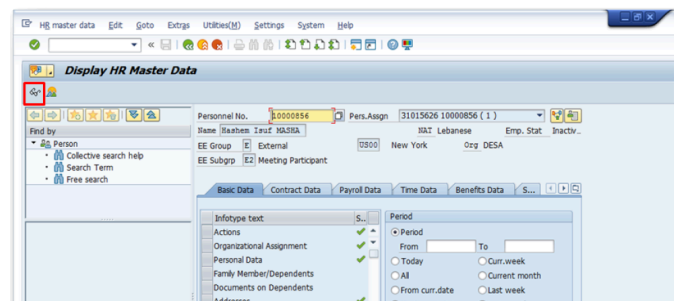 HR master data Edit Goto Extras Utilities(M) Settings System Help
Display HR Master Data
Find by
Person
Collective search help
Search Term
Free search
Personnel No. 10000856 Pers.Assgn 31015626 10000856 ( 1 )
Name Hashem Isuf MASHA NAT Lebanese Emp. Stat Inactiv..
EE Group E External US00 New York Org DESA
EE Subgrp E2 Meeting Participant
Basic Data Contract Data Payroll Data Time Data Benefits Data S...
Infotype text S..
Actions
Organizational Assignment
Personal Data
Family Member/Dependents
Documents on Dependents
Addresses
Period
Period
From To
Today Curr.week
All Current month
From curr.date Last week